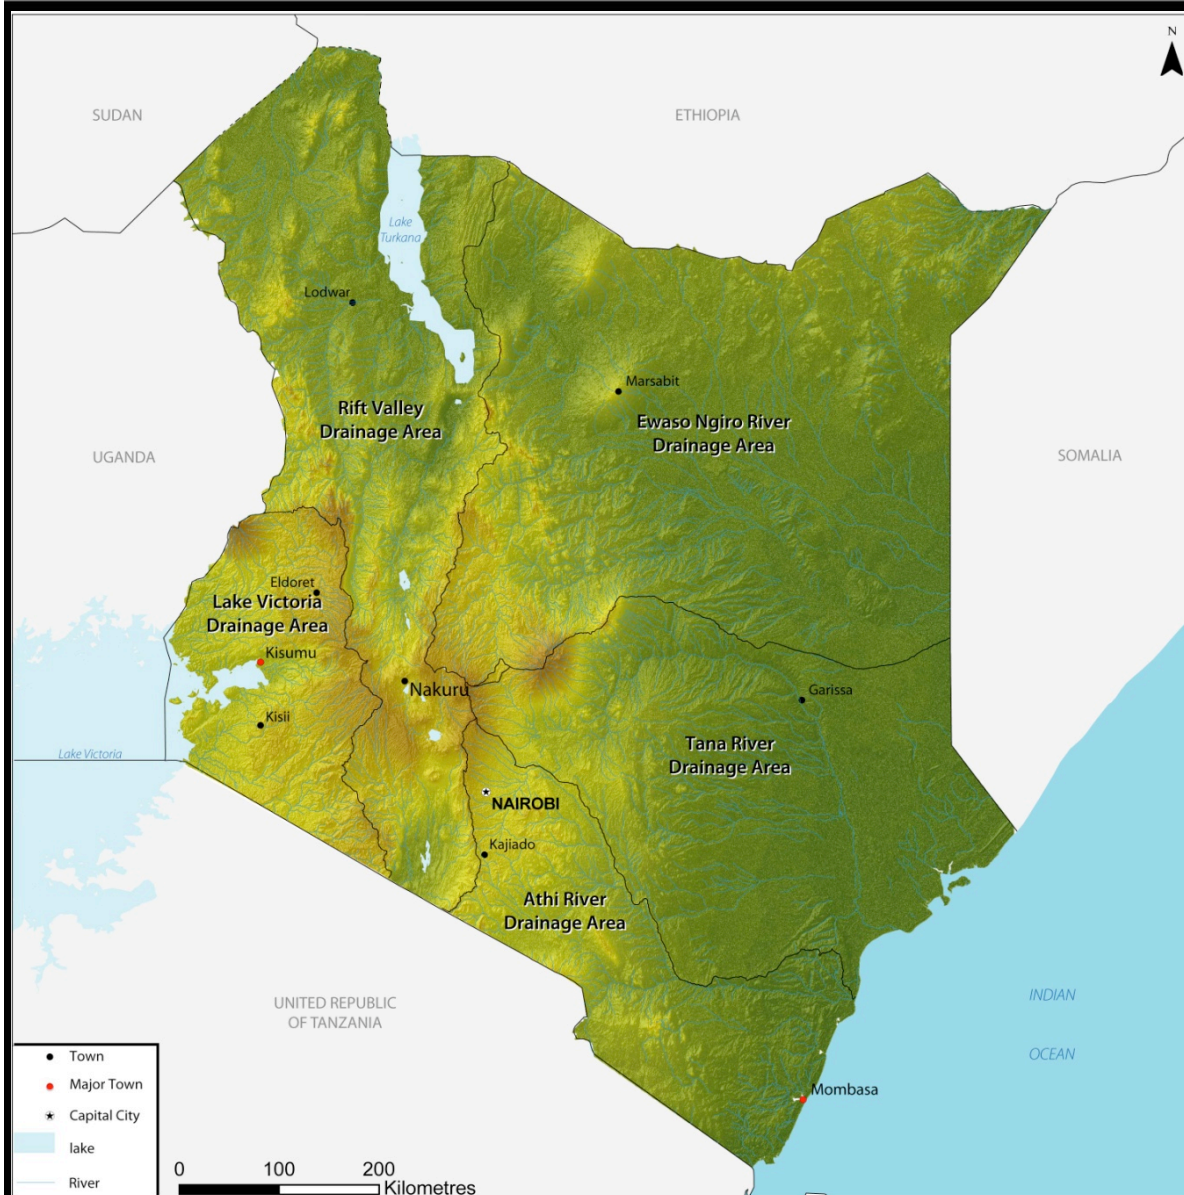 N
SUDAN
ETHIOPIA
Lake
Turkana
Lodwar
Marsabit
Rift Valley
Drainage Area
Ewaso Ngiro River
Drainage Area
UGANDA
SOMALIA
Eldoret
Lake Victoria
Drainage Area
Kisumu
Nakuru
Garissa
Kisii
Tana River
Drainage Area
Lake Victoria
NAIROBI
Kajiado
Athi River
Drainage Area
UNITED REPUBLIC
OF TANZANIA
INDIAN
OCEAN
Mombasa
Town
Major Town
Capital City
lake
River
0 100 200
Kilometres